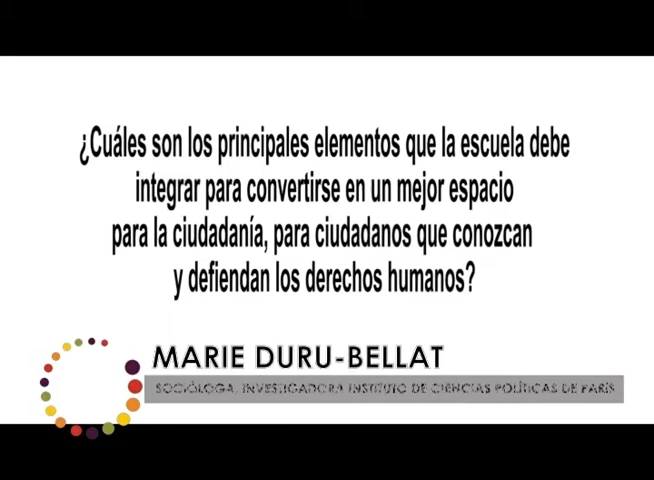 ¿Cuáles son los principales elementos que la escuela debe
integrar para convertirse en un mejor espacio
para la ciudadanía, para ciudadanos que conozcan
y defiendan los derechos humanos?
MARIE DURU-BELLAT
SOCIÓLOGA, INVESTIGADORA INSTITUTO DE CIENCIAS POLÍTICAS DE PARÍS